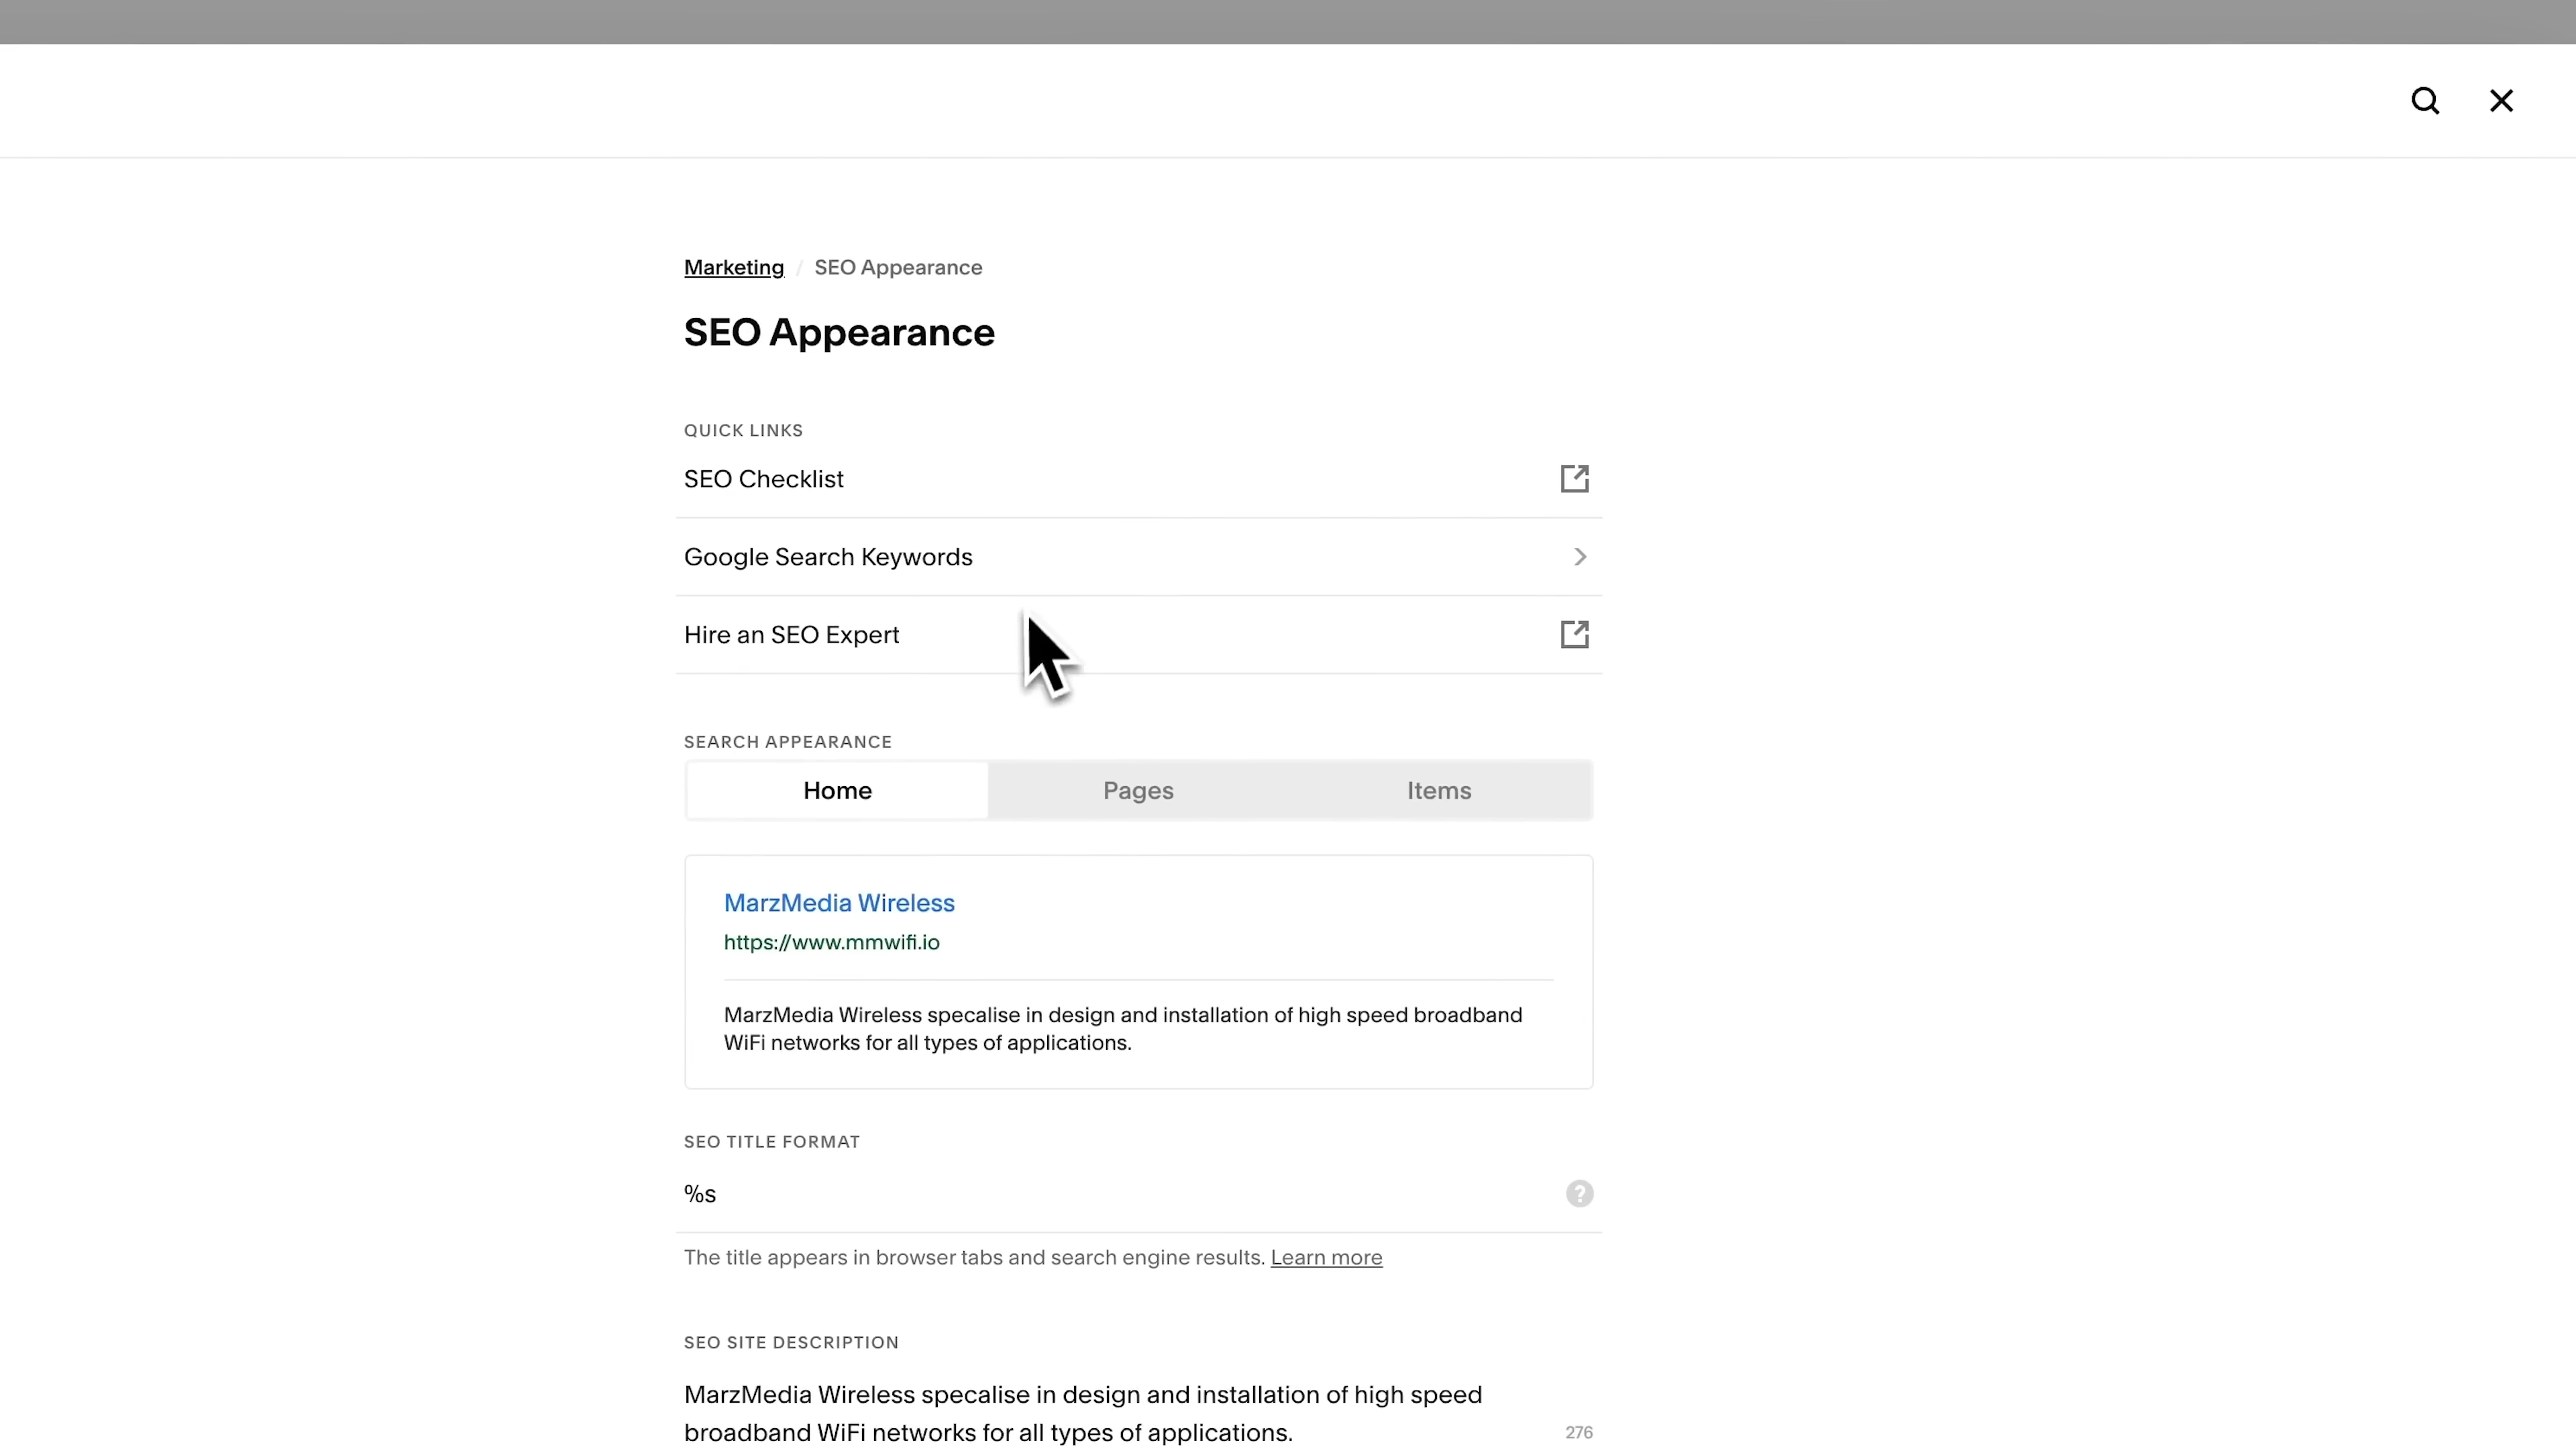 Marketing / SEO Appearance
SEO Appearance
QUICK LINKS
SEO Checklist
Google Search Keywords
Hire an SEO Expert
SEARCH APPEARANCE
Home Pages Items
MarzMedia Wireless
https://www.mmwifi.io
MarzMedia Wireless specalise in design and installation of high speed broadband
WiFi networks for all types of applications.
SEO TITLE FORMAT
%s ?
The title appears in browser tabs and search engine results. Learn more
SEO SITE DESCRIPTION
MarzMedia Wireless specalise in design and installation of high speed
broadband WiFi networks for all types of applications. 276